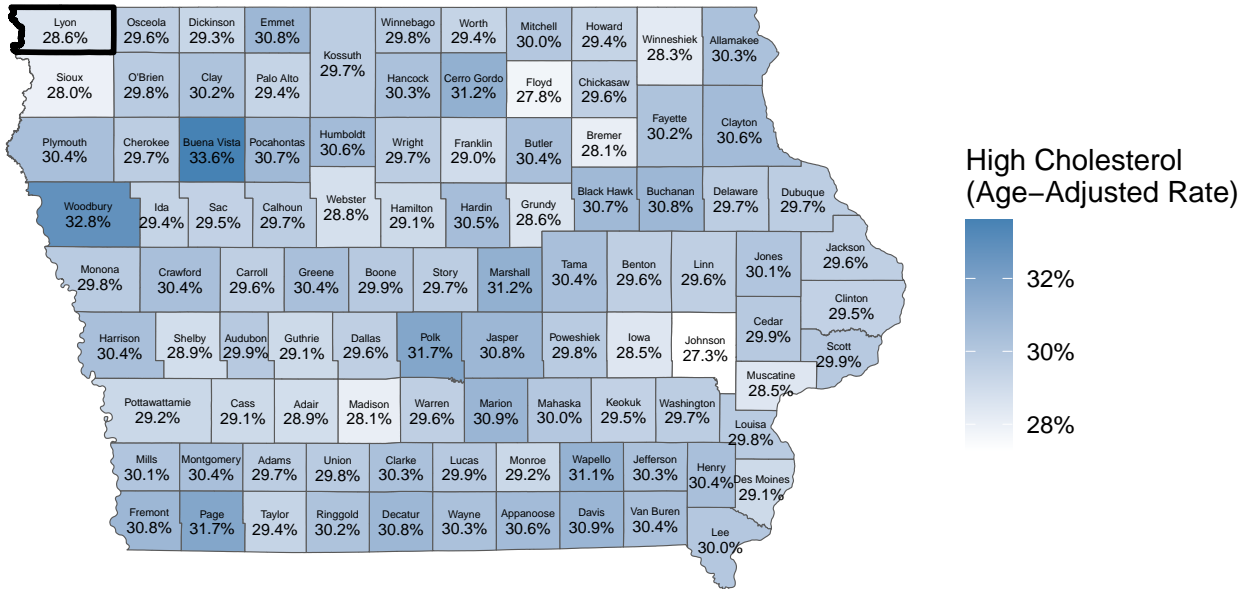 Lyon
28.6%
Osceola
29.6%
Dickinson
29.3%
Emmet
30.8%
Kossuth
29.7%
Winnebago
29.8%
Worth
29.4%
Mitchell
30.0%
Howard
29.4%
Winneshiek
28.3%
Allamakee
30.3%
Sioux
28.0%
O'Brien
29.8%
Clay
30.2%
Palo Alto
29.4%
Hancock
30.3%
Cerro Gordo
31.2%
Floyd
27.8%
Chickasaw
29.6%
Fayette
30.2%
Clayton
30.6%
Plymouth
30.4%
Cherokee
29.7%
Buena Vista
33.6%
Pocahontas
30.7%
Humboldt
30.6%
Wright
29.7%
Franklin
29.0%
Butler
30.4%
Bremer
28.1%
Woodbury
32.8%
Ida
29.4%
Sac
29.5%
Calhoun
29.7%
Webster
28.8%
Hamilton
29.1%
Hardin
30.5%
Grundy
28.6%
Black Hawk
30.7%
Buchanan
30.8%
Delaware
29.7%
Dubuque
29.7%
Monona
29.8%
Crawford
30.4%
Carroll
29.6%
Greene
30.4%
Boone
29.9%
Story
29.7%
Marshall
31.2%
Tama
30.4%
Benton
29.6%
Linn
29.6%
Jones
30.1%
Jackson
29.6%
Clinton
29.5%
Harrison
30.4%
Shelby
28.9%
Audubon
29.9%
Guthrie
29.1%
Dallas
29.6%
Polk
31.7%
Jasper
30.8%
Poweshiek
29.8%
Iowa
28.5%
Johnson
27.3%
Cedar
29.9%
Scott
29.9%
Muscatine
28.5%
Pottawattamie
29.2%
Cass
29.1%
Adair
28.9%
Madison
28.1%
Warren
29.6%
Marion
30.9%
Mahaska
30.0%
Keokuk
29.5%
Washington
29.7%
Louisa
29.8%
Mills
30.1%
Montgomery
30.4%
Adams
29.7%
Union
29.8%
Clarke
30.3%
Lucas
29.9%
Monroe
29.2%
Wapello
31.1%
Jefferson
30.3%
Henry
30.4%
Des Moines
29.1%
Fremont
30.8%
Page
31.7%
Taylor
29.4%
Ringgold
30.2%
Decatur
30.8%
Wayne
30.3%
Appanoose
30.6%
Davis
30.9%
Van Buren
30.4%
Lee
30.0%
High Cholesterol
(Age−Adjusted Rate)
32%
30%
28%